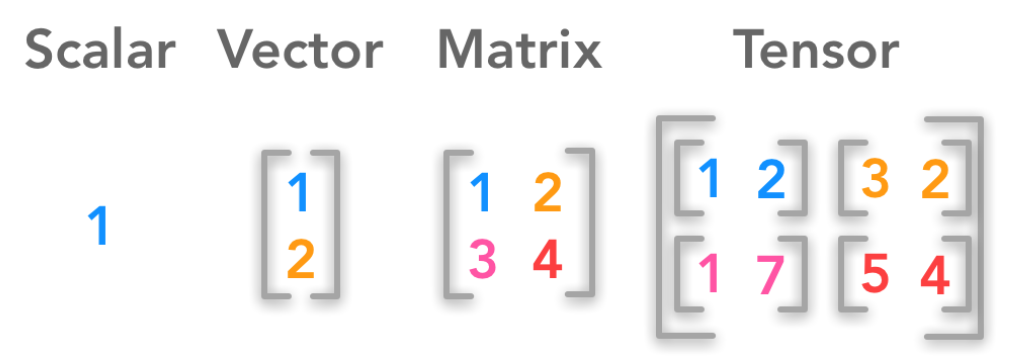 Scalar Vector Matrix Tensor
1 2 3 2
1 1 2
1
2 3 4 1 7 5 4